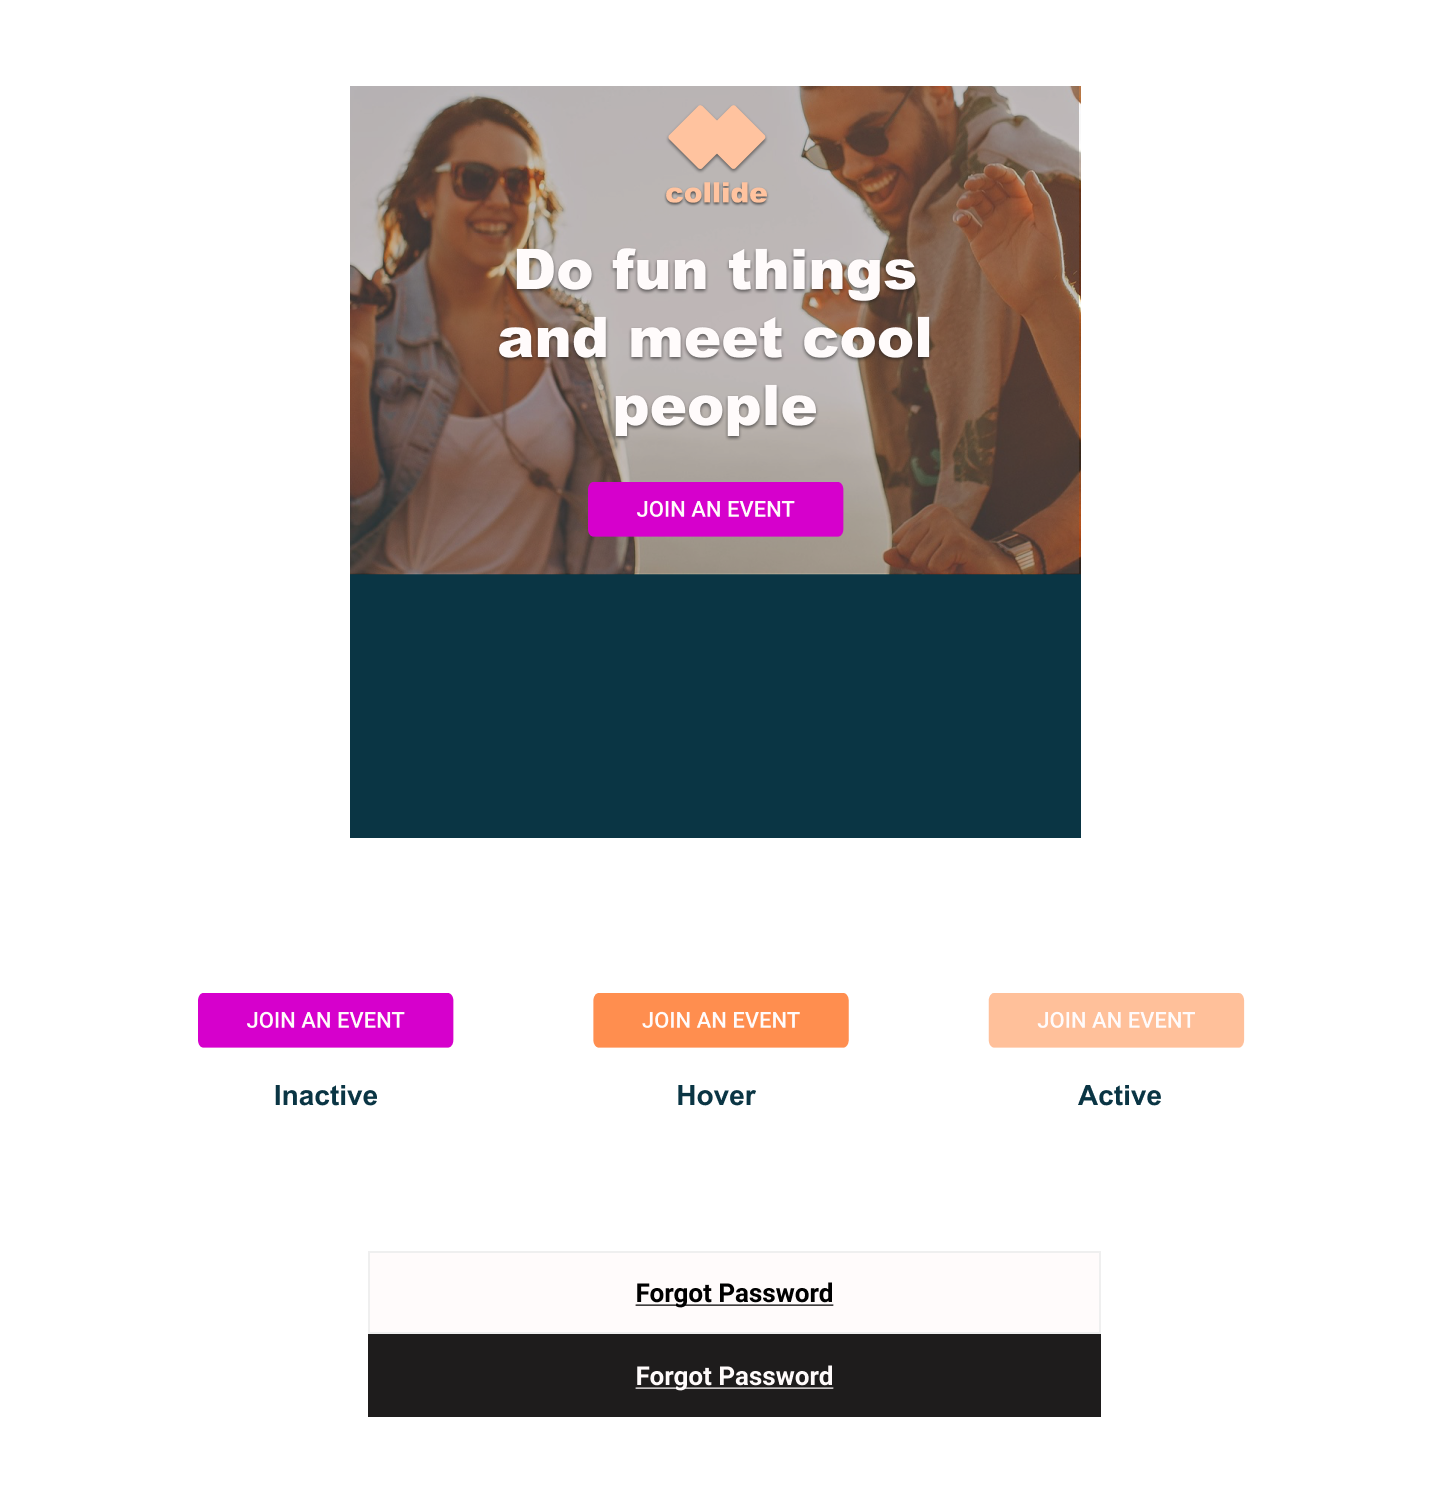 collide
Do fun things
and meet cool
people
JOIN AN EVENT
JOIN AN EVENT
JOIN AN EVENT
JOIN AN EVENT
Inactive
Hover
Active
Forgot Password
Forgot Password